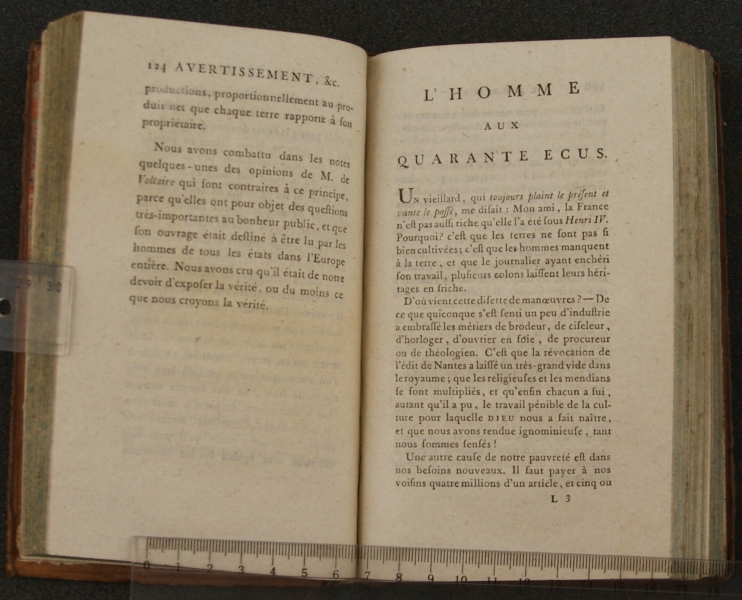 124 AVERTISSEMENT, &c.
productions, proportionnellement au pro-
duit net que chaque terre rapporte à son
propriétaire.
Nous avons combattu dans les notes
quelques-unes des opinions de M. de
Voltaire qui sont contraires à ce principe,
parce qu'elles ont pour objet des queſtions
très-importantes au bonheur public, et que
ſon ouvrage était deſtiné à être lu par les
hommes de tous les états dans l'Europe
entière. Nous avons cru qu'il était de notre
devoir d'expoſer la vérité, ou du moins ce
que nous croyons la vérité.
L'HOMME
AUX
QUARANTE ECUS.
UN vieillard, qui toujours plaint le préſent et
vante le paſſé, me diſait : Mon ami, la France
n'eſt pas auſſi riche qu'elle l'a été ſous Henri IV.
Pourquoi? c'eſt que les terres ne ſont pas ſi
bien cultivées; c'eſt que les hommes manquent
à la terre, et que le journalier ayant enchéri
ſon travail, pluſieurs colons laiſſent leurs héri-
tages en friche.
D'où vient cette diſette de manœuvres? — De
ce que quiconque s'eſt ſenti un peu d'induſtrie
a embraſſé les métiers de brodeur, de ciſeleur,
d'horloger, d'ouvrier en ſoie, de procureur
ou de théologien. C'eſt que la révocation de
l'édit de Nantes a laiſſé un très-grand vide dans
le royaume; que les religieuſes et les mendians
ſe ſont multipliés, et qu'enfin chacun a fui,
autant qu'il a pu, le travail pénible de la cul-
ture pour laquelle DIEU nous a fait naître,
et que nous avons rendue ignominieuſe, tant
nous ſommes ſenſés!
Une autre cauſe de notre pauvreté eſt dans
nos beſoins nouveaux. Il faut payer à nos
voiſins quatre millions d'un article, et cinq ou
L 3
1 2 3 4 5 6 7 8 9 10 11 12